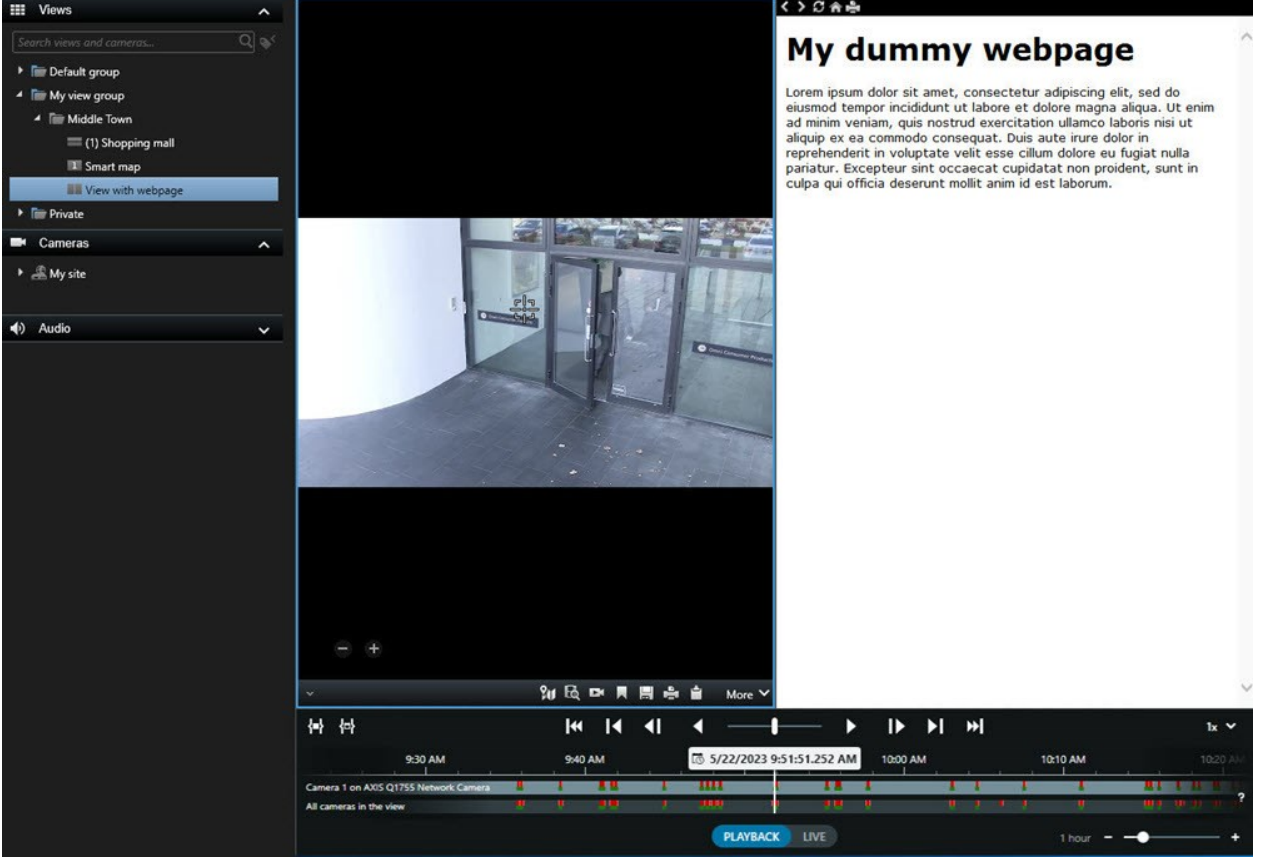 Views
Search views and cameras...
Default group
My view group
Middle Town
(1) Shopping mall
1 Smart map
View with webpage
Private
Cameras
My site
Audio
My dummy webpage
Lorem ipsum dolor sit amet, consectetur adipiscing elit, sed do
eiusmod tempor incididunt ut labore et dolore magna aliqua. Ut enim
ad minim veniam, quis nostrud exercitation ullamco laboris nisi ut
aliquip ex ea commodo consequat. Duis aute irure dolor in
reprehenderit in voluptate velit esse cillum dolore eu fugiat nulla
pariatur. Excepteur sint occaecat cupidatat non proident, sunt in
culpa qui officia deserunt mollit anim id est laborum.
Omni Consumer Products
More
1x
9:30 AM 9:40 AM 5/22/2023 9:51:51.252 AM 10:00 AM 10:10 AM 10:20 AM
Camera 1 on AXIS Q1755 Network Camera
All cameras in the view
?
PLAYBACK LIVE
1 hour